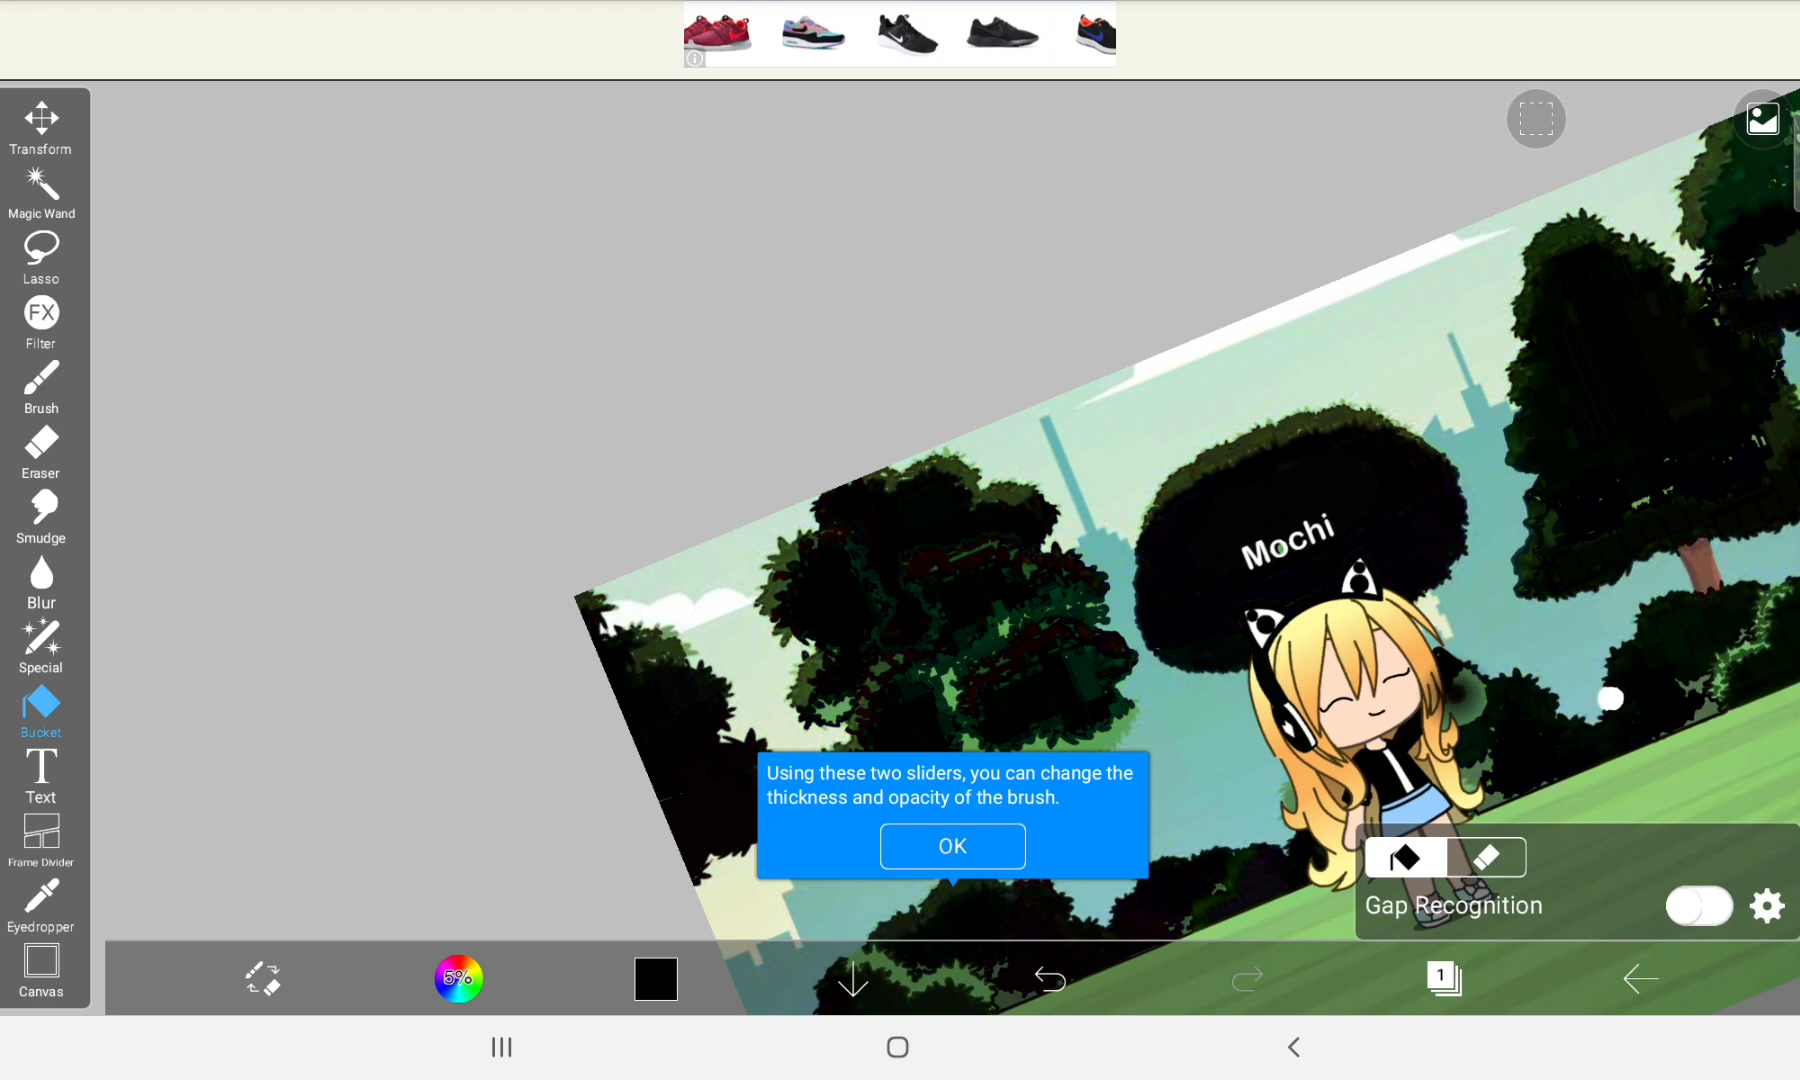 Transform
Magic Wand
Lasso
FX
Filter
Brush
Eraser
Smudge
Blur
Special
Bucket
T
Text
Frame Divider
Eyedropper
Canvas
Mochi
Using these two sliders, you can change the
thickness and opacity of the brush.
OK
Gap Recognition
5%
1